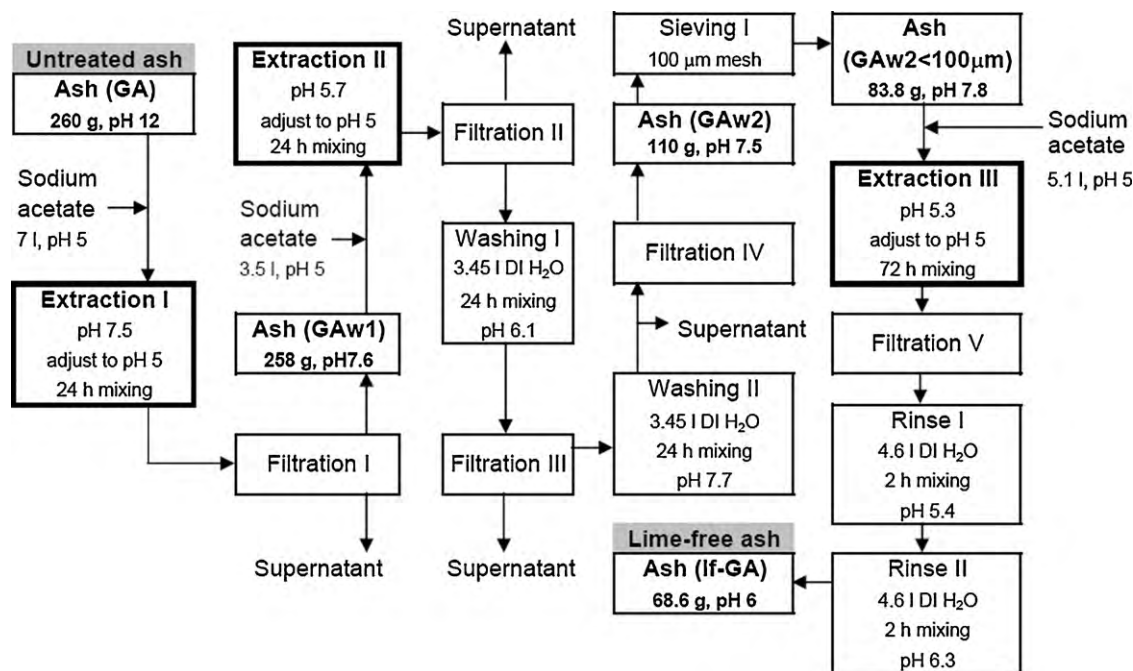 Untreated ash
Ash (GA)
260 g, pH 12
Sodium
acetate
7 l, pH 5
Extraction I
pH 7.5
adjust to pH 5
24 h mixing
Filtration I
Supernatant
Ash (GAw1)
258 g, pH7.6
Sodium
acetate
3.5 l, pH 5
Extraction II
pH 5.7
adjust to pH 5
24 h mixing
Filtration II
Supernatant
Washing I
3.45 l DI H₂O
24 h mixing
pH 6.1
Filtration III
Supernatant
Washing II
3.45 l DI H₂O
24 h mixing
pH 7.7
Supernatant
Filtration IV
Ash (GAw2)
110 g, pH 7.5
Sieving I
100 μm mesh
Ash
(GAw2<100μm)
83.8 g, pH 7.8
Sodium
acetate
5.1 l, pH 5
Extraction III
pH 5.3
adjust to pH 5
72 h mixing
Filtration V
Rinse I
4.6 l DI H₂O
2 h mixing
pH 5.4
Rinse II
4.6 l DI H₂O
2 h mixing
pH 6.3
Lime-free ash
Ash (lf-GA)
68.6 g, pH 6